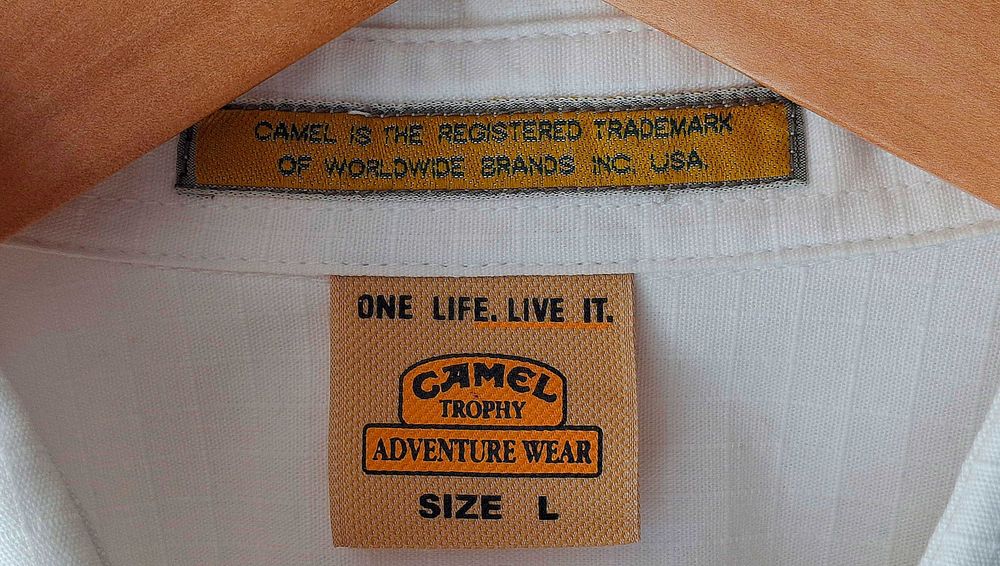 CAMEL IS THE REGISTERED TRADEMARK
OF WORLDWIDE BRANDS INC. USA.
ONE LIFE. LIVE IT.
CAMEL
TROPHY
ADVENTURE WEAR
SIZE L